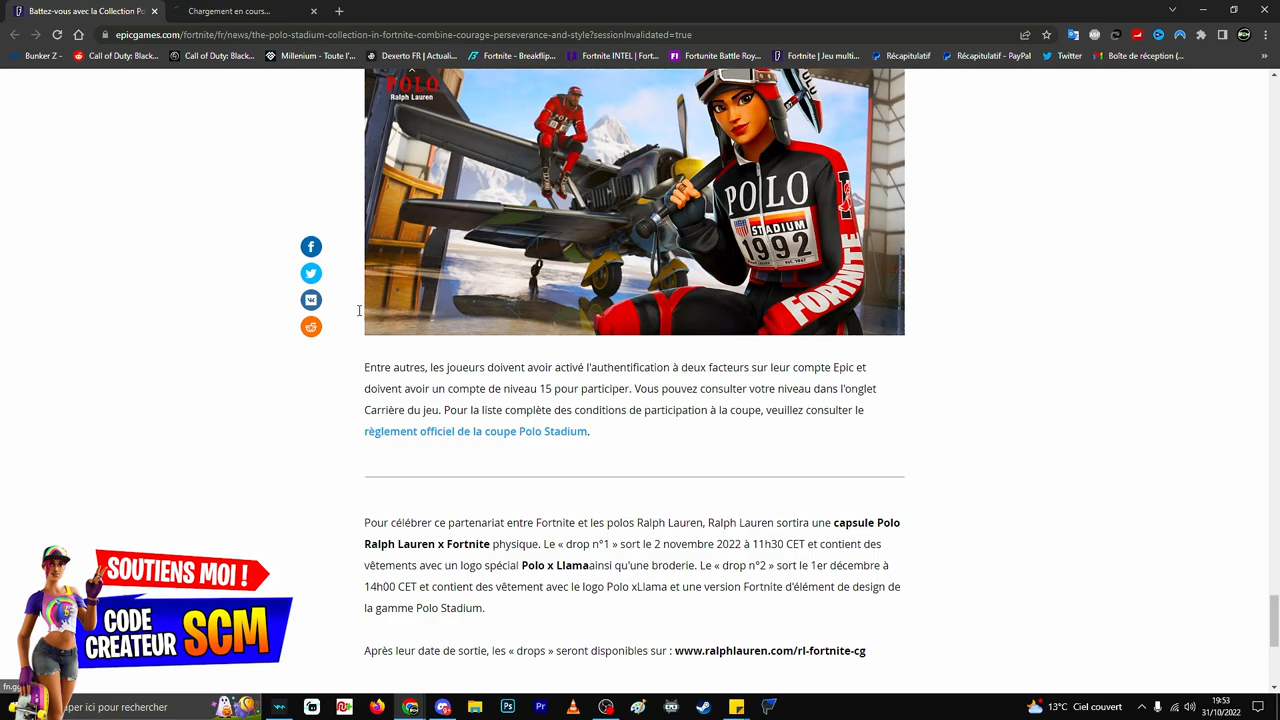 Battez-vous avec la Collection Po
Chargement en cours...
epicgames.com/fortnite/fr/news/the-polo-stadium-collection-in-fortnite-combine-courage-perseverance-and-style?sessionInvalidated=true
Bunker Z -
Call of Duty: Black...
Call of Duty: Black...
Millenium - Toute l'...
Dexerto FR | Actuali...
Fortnite - Breakflip...
Fortnite INTEL | Fort...
Fortunite Battle Roy...
Fortnite | Jeu multi...
Récapitulatif
Récapitulatif - PayPal
Twitter
Boîte de réception (...
POLO
Ralph Lauren
POLO
STADIUM
1992
FORTNITE
Entre autres, les joueurs doivent avoir activé l'authentification à deux facteurs sur leur compte Epic et
doivent avoir un compte de niveau 15 pour participer. Vous pouvez consulter votre niveau dans l'onglet
Carrière du jeu. Pour la liste complète des conditions de participation à la coupe, veuillez consulter le
règlement officiel de la coupe Polo Stadium.
Pour célébrer ce partenariat entre Fortnite et les polos Ralph Lauren, Ralph Lauren sortira une capsule Polo
Ralph Lauren x Fortnite physique. Le « drop n°1 » sort le 2 novembre 2022 à 11h30 CET et contient des
vêtements avec un logo spécial Polo x Llamaainsi qu'une broderie. Le « drop n°2 » sort le 1er décembre à
14h00 CET et contient des vêtement avec le logo Polo xLlama et une version Fortnite d'élément de design de
la gamme Polo Stadium.
Après leur date de sortie, les « drops » seront disponibles sur : www.ralphlauren.com/rl-fortnite-cg
SOUTIENS MOI !
CODE
CREATEUR SCM
fn.g
per ici pour rechercher
13°C Ciel couvert
19:53
31/10/2022